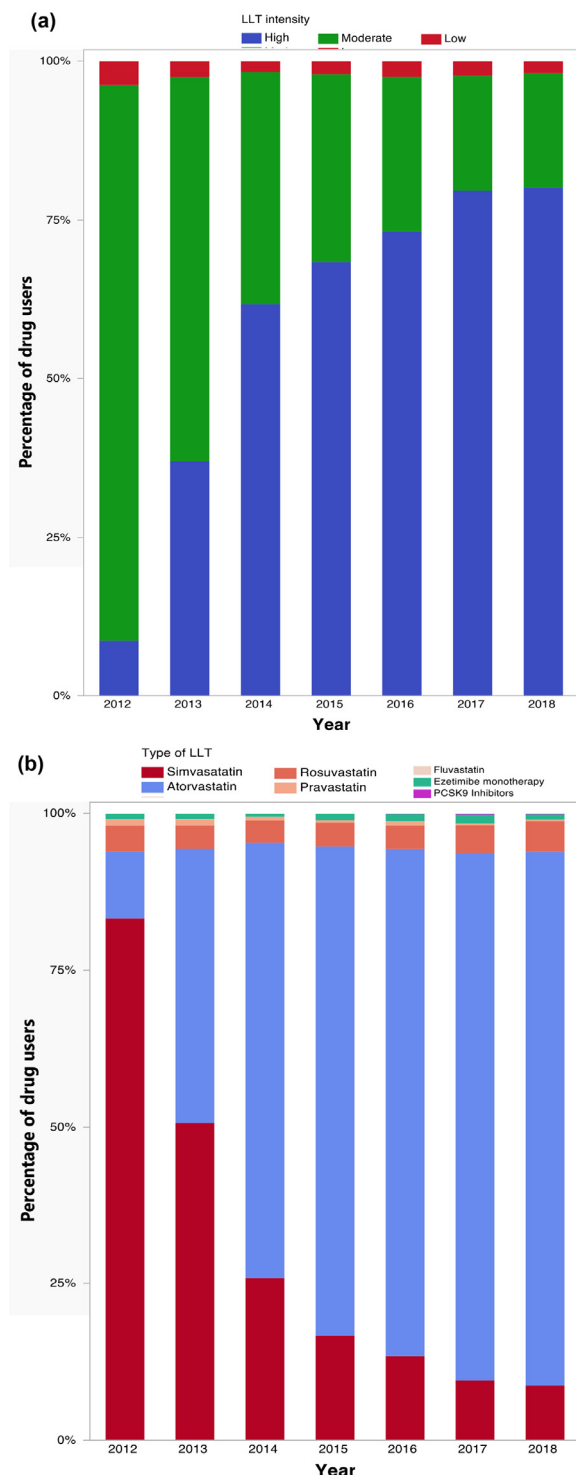 (a)
LLT intensity
High Moderate Low
100%
75%
50%
25%
0%
Percentage of drug users
2012 2013 2014 2015 2016 2017 2018
Year
(b)
Type of LLT
Simvasatatin Rosuvastatin Fluvastatin
Atorvastatin Pravastatin Ezetimibe monotherapy
PCSK9 Inhibitors
100%
75%
50%
25%
0%
Percentage of drug users
2012 2013 2014 2015 2016 2017 2018
Year